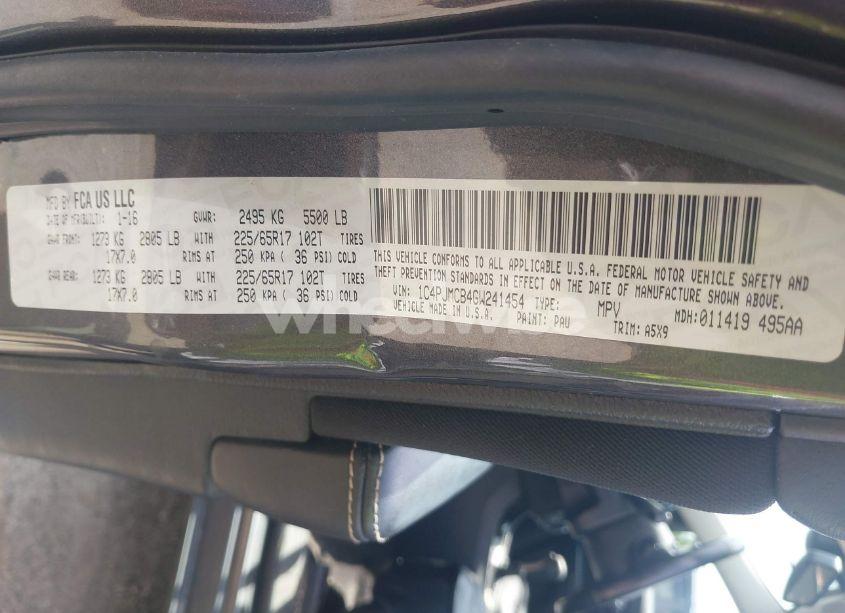 MFD BY FCA US LLC
DATE OF MFR(BUILT): 1-16 GVWR: 2495 KG 5500 LB
GAWR FRONT: 1273 KG 2805 LB WITH 225/65R17 102T TIRES
17X7.0 RIMS AT 250 KPA ( 36 PSI) COLD
GAWR REAR: 1273 KG 2805 LB WITH 225/65R17 102T TIRES
17X7.0 RIMS AT 250 KPA ( 36 PSI) COLD
THIS VEHICLE CONFORMS TO ALL APPLICABLE U.S.A. FEDERAL MOTOR VEHICLE SAFETY AND
THEFT PREVENTION STANDARDS IN EFFECT ON THE DATE OF MANUFACTURE SHOWN ABOVE.
VIN: 1C4PJMCB4GW241454 TYPE: MPV MDH:011419 495AA
VEHICLE MADE IN U.S.A. PAINT: PAU TRIM: A5X9
wheelwise